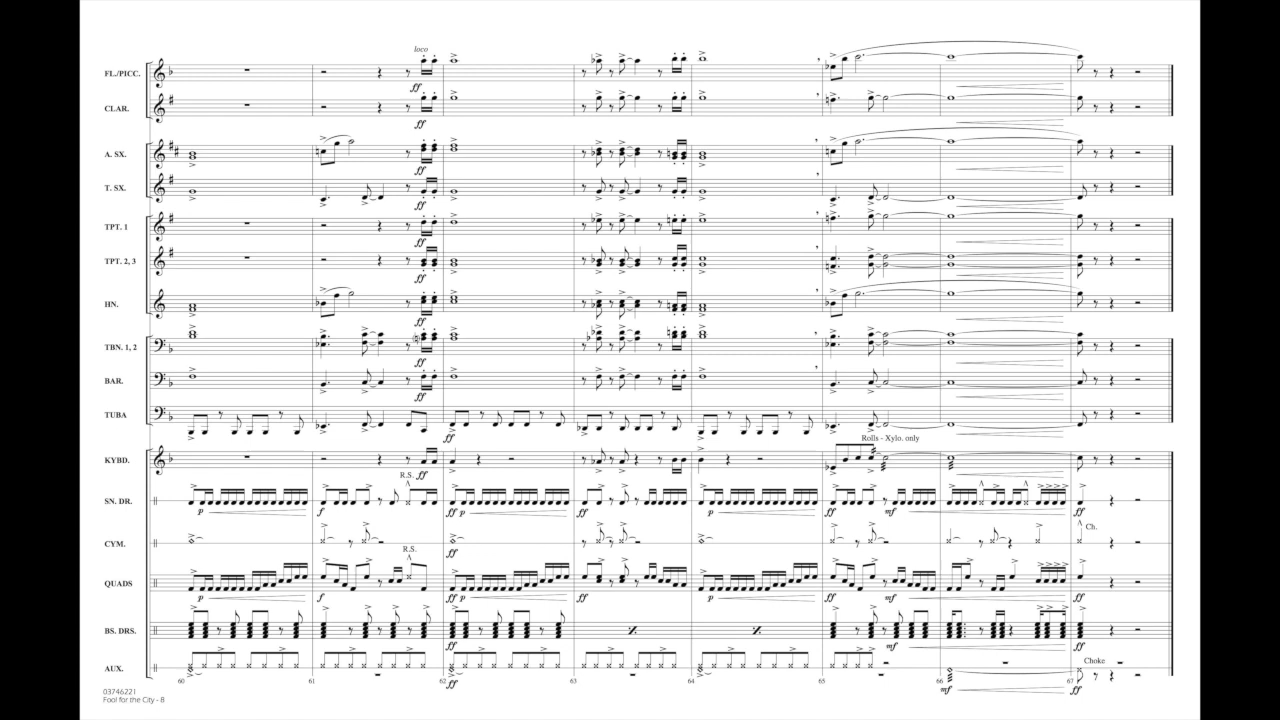 loco
FL./PICC.
ff
CLAR.
ff
A. SX.
ff
T. SX.
ff
TPT. 1
ff
TPT. 2, 3
ff
HN.
ff
TBN. 1, 2
ff
BAR.
ff
TUBA
ff
Rolls - Xylo. only
KYBD.
ff
R.S.
SN. DR.
p f ff p ff p ff mf ff
Ch.
CYM.
ff
R.S.
QUADS
p f ff p ff p ff mf ff
BS. DRS.
ff mf ff
Choke
AUX.
ff mf ff
60 61 62 63 64 65 66 67
03746221
Fool for the City - 8